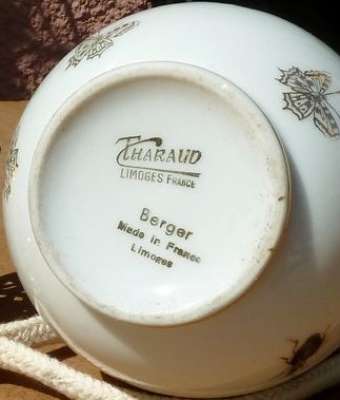 THARAUD
LIMOGES FRANCE
Berger
Made in France
Limoges